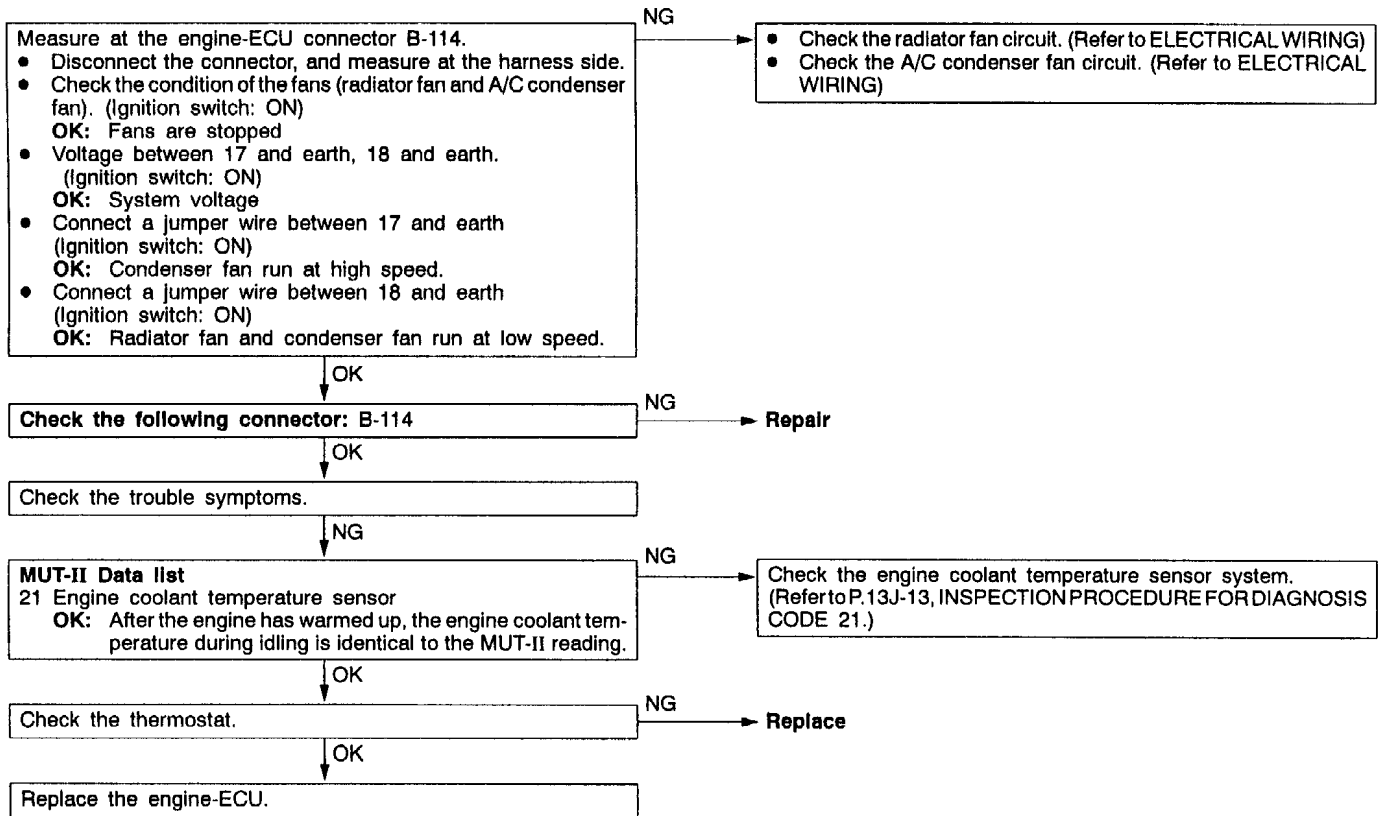 Measure at the engine-ECU connector B-114.
● Disconnect the connector, and measure at the harness side.
● Check the condition of the fans (radiator fan and A/C condenser
fan). (Ignition switch: ON)
OK: Fans are stopped
● Voltage between 17 and earth, 18 and earth.
(Ignition switch: ON)
OK: System voltage
● Connect a jumper wire between 17 and earth
(Ignition switch: ON)
OK: Condenser fan run at high speed.
● Connect a jumper wire between 18 and earth
(Ignition switch: ON)
OK: Radiator fan and condenser fan run at low speed.
NG
● Check the radiator fan circuit. (Refer to ELECTRICAL WIRING)
● Check the A/C condenser fan circuit. (Refer to ELECTRICAL
WIRING)
OK
Check the following connector: B-114
NG
Repair
OK
Check the trouble symptoms.
NG
MUT-II Data list
21 Engine coolant temperature sensor
OK: After the engine has warmed up, the engine coolant tem-
perature during idling is identical to the MUT-II reading.
NG
Check the engine coolant temperature sensor system.
(Refer to P.13J-13, INSPECTION PROCEDURE FOR DIAGNOSIS
CODE 21.)
OK
Check the thermostat.
NG
Replace
OK
Replace the engine-ECU.